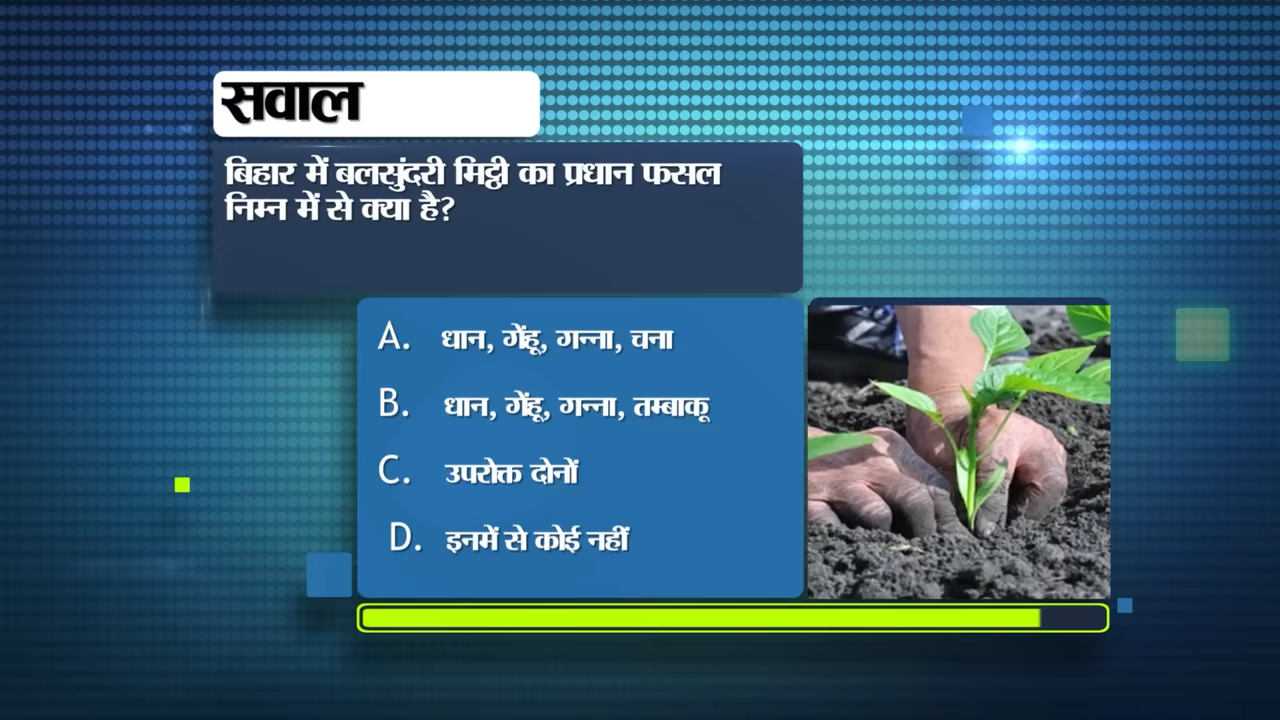 सवाल
बिहार में बलसुंदरी मिट्टी का प्रधान फसल
निम्न में से क्या है?
A. धान, गेंहू, गन्ना, चना
B. धान, गेंहू, गन्ना, तम्बाकू
C. उपरोक्त दोनों
D. इनमें से कोई नहीं